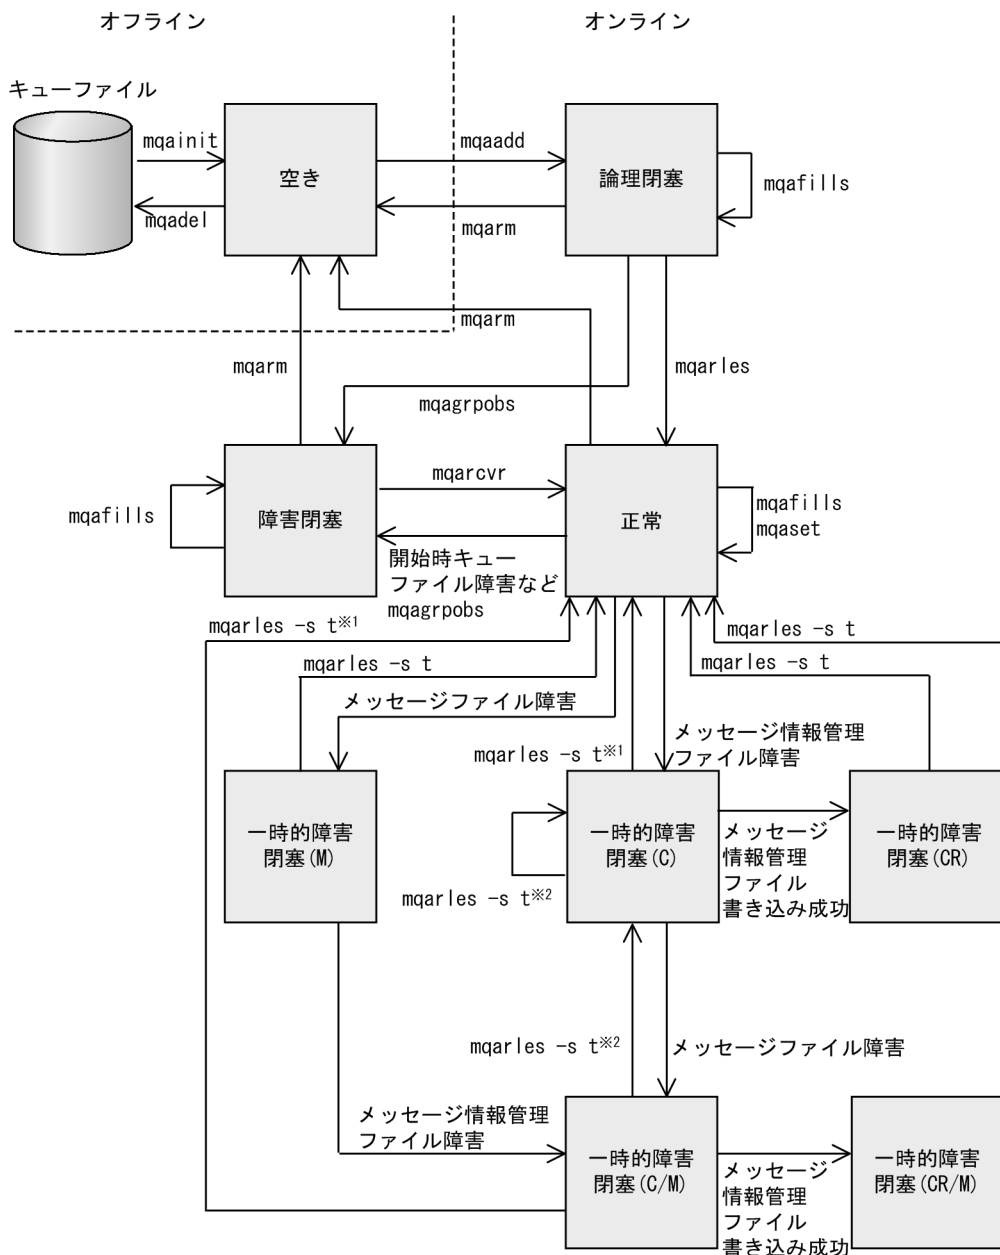 オフライン
オンライン
キューファイル
mqainit
mqadel
空き
mqaadd
mqarm
論理閉塞
mqafills
mqarm
mqarm
mqarles
mqagrpobs
mqafills
障害閉塞
mqarcvr
開始時キュー
ファイル障害など
mqagrpobs
正常
mqafills
mqaset
mqarles -s t※1
mqarles -s t
メッセージファイル障害
mqarles -s t
mqarles -s t
mqarles -s t※1
メッセージ情報管理
ファイル障害
一時的障害
閉塞(M)
一時的障害
閉塞(C)
mqarles -s t※2
メッセージ
情報管理
ファイル
書き込み成功
一時的障害
閉塞(CR)
mqarles -s t※2
メッセージファイル障害
メッセージ情報管理
ファイル障害
一時的障害
閉塞(C/M)
メッセージ
情報管理
ファイル
書き込み成功
一時的障害
閉塞(CR/M)